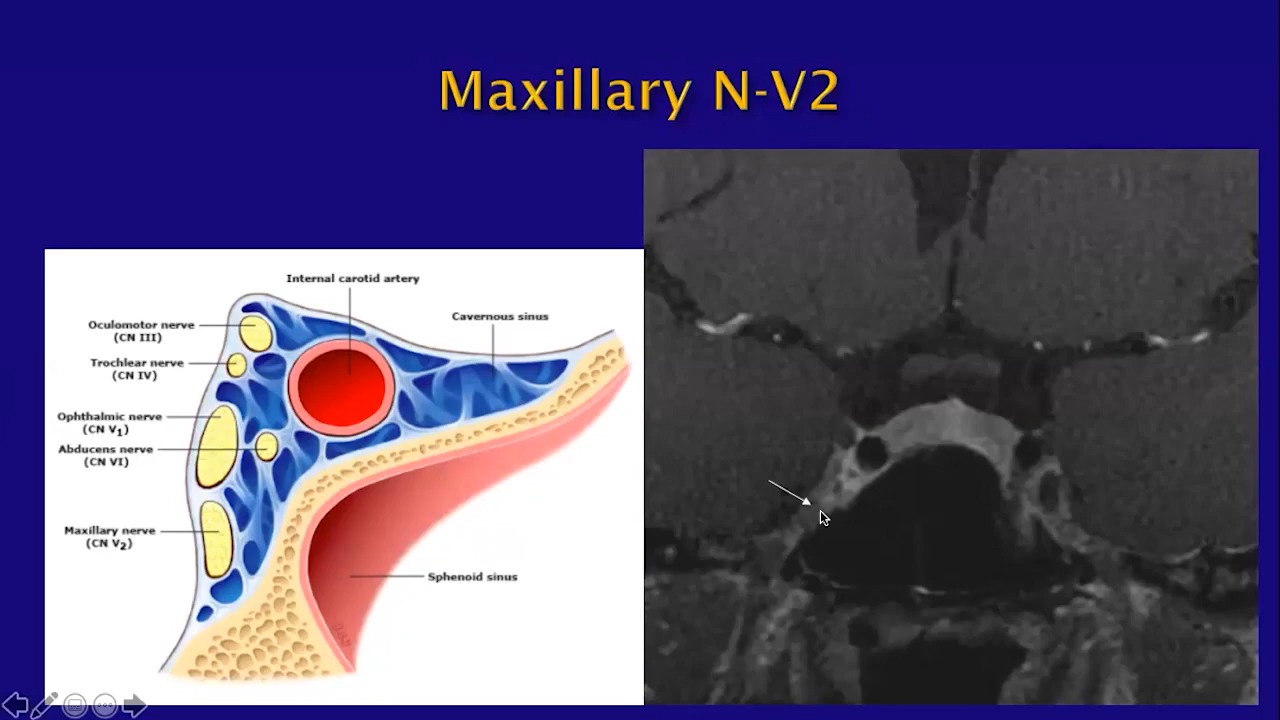 Maxillary N-V2
Internal carotid artery
Cavernous sinus
Oculomotor nerve
(CN III)
Trochlear nerve
(CN IV)
Ophthalmic nerve
(CN V1)
Abducens nerve
(CN VI)
Maxillary nerve
(CN V2)
Sphenoid sinus